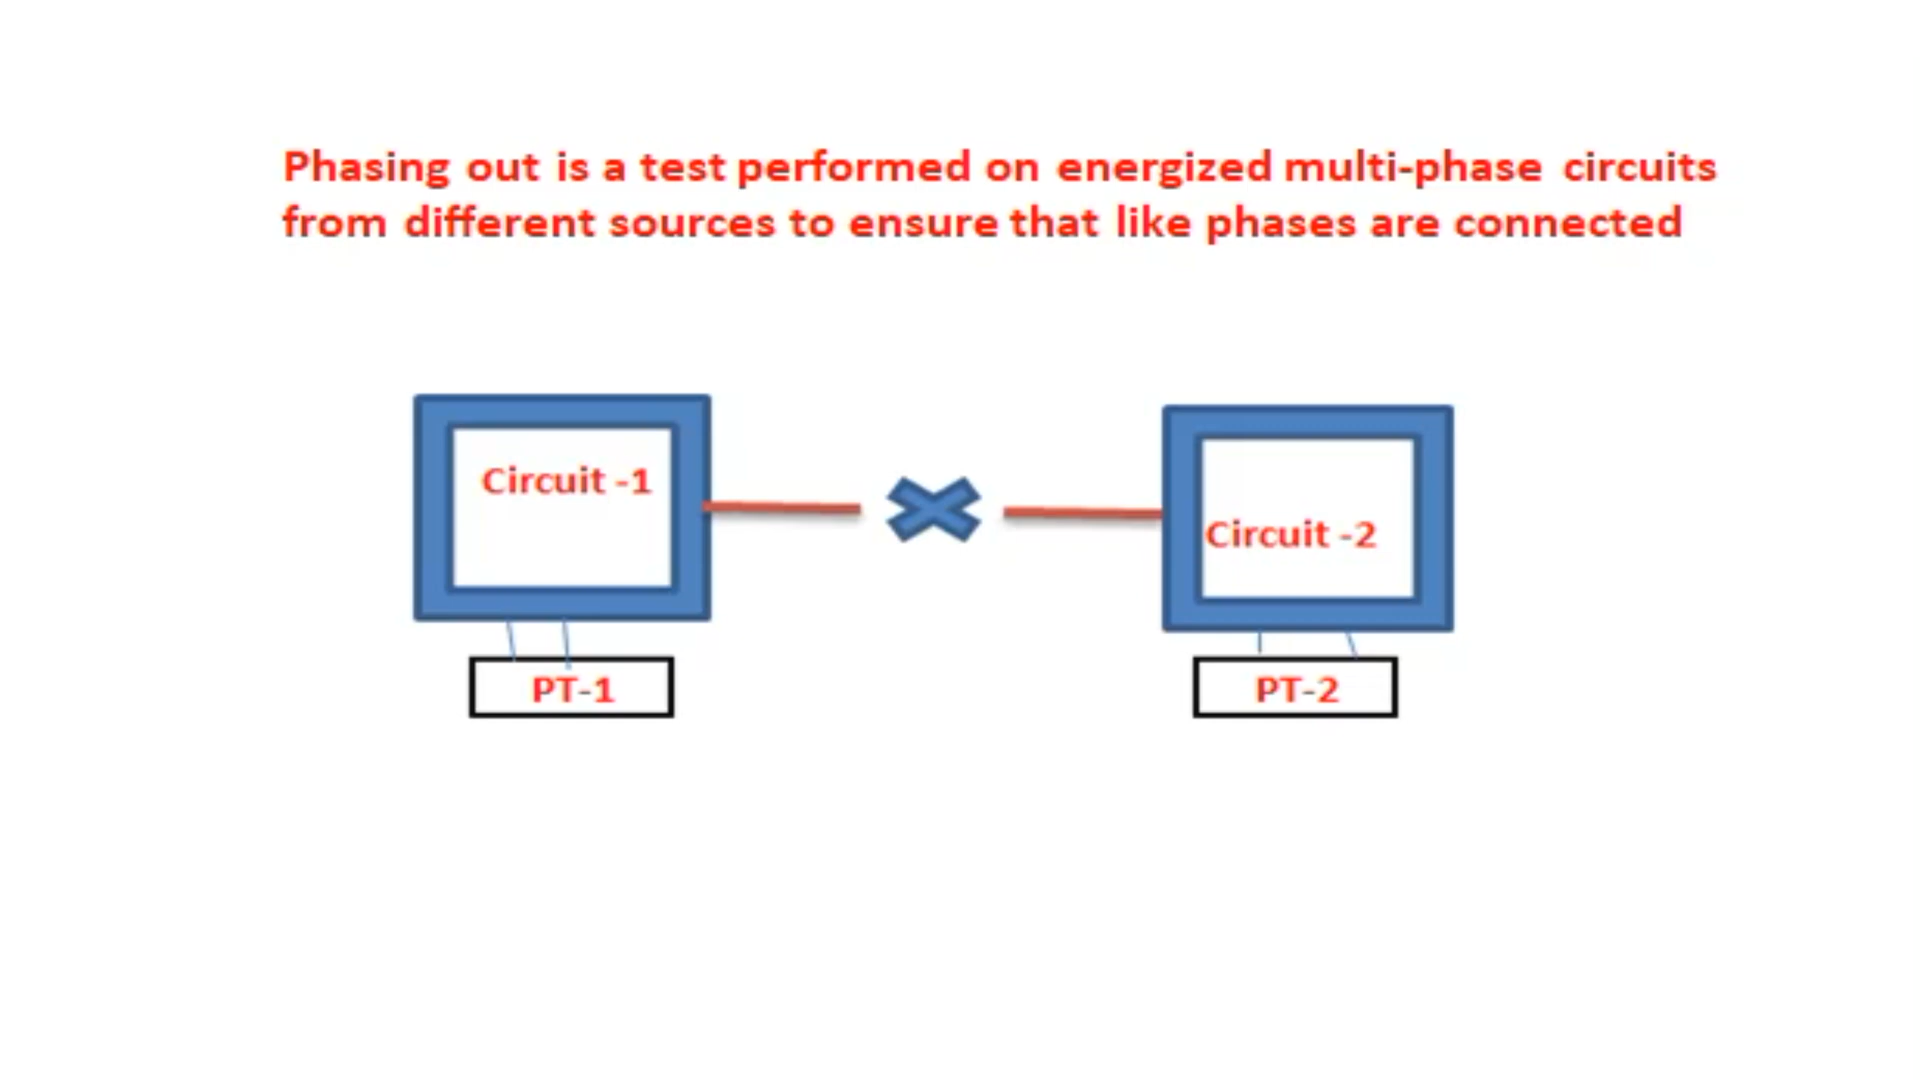 Phasing out is a test performed on energized multi-phase circuits
from different sources to ensure that like phases are connected
Circuit -1
Circuit -2
PT-1
PT-2